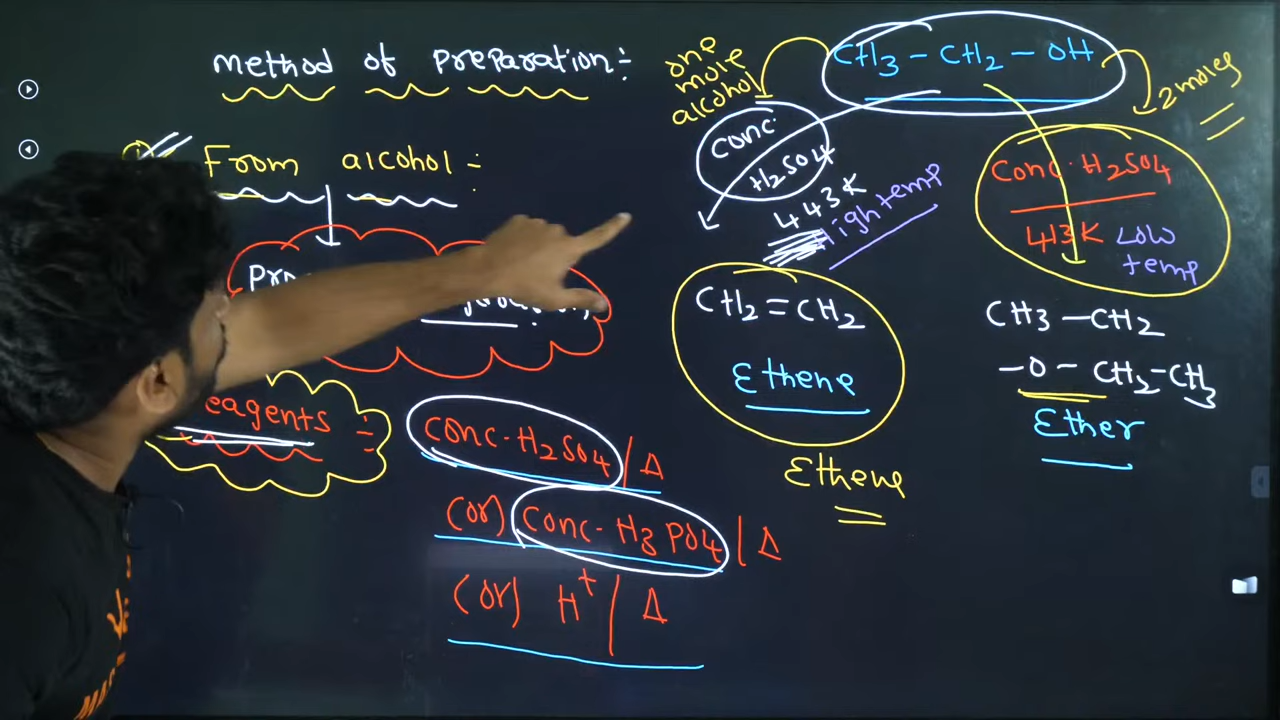 method of preparation:-
① From alcohol:-
eagents :-
conc. H2SO4 / Δ
(or) conc- H3PO4 / Δ
(or) H+ / Δ
one
mole
alcohol
CH3 - CH2 - OH
2 moles
conc.
H2SO4
443K
High temp
CH2 = CH2
Ethene
Ethene
Conc. H2SO4
413K Low
temp
CH3 - CH2
- O - CH2 - CH3
Ether